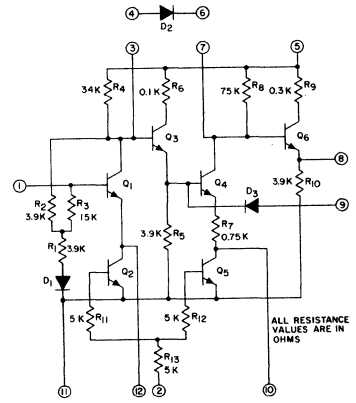 4 6
D2
3 7 5
34K R4 0.1K R6 75K R8 0.3K R9
Q3 Q6
1 Q1 Q4 8
D3 3.9K R10
R2 3.9K R3 15K 9
R1 3.9K 3.9K R5 R7 0.75K
D1 Q2 Q5
5K R11 5K R12
ALL RESISTANCE
VALUES ARE IN
OHMS
R13
5K
11 12 2 10